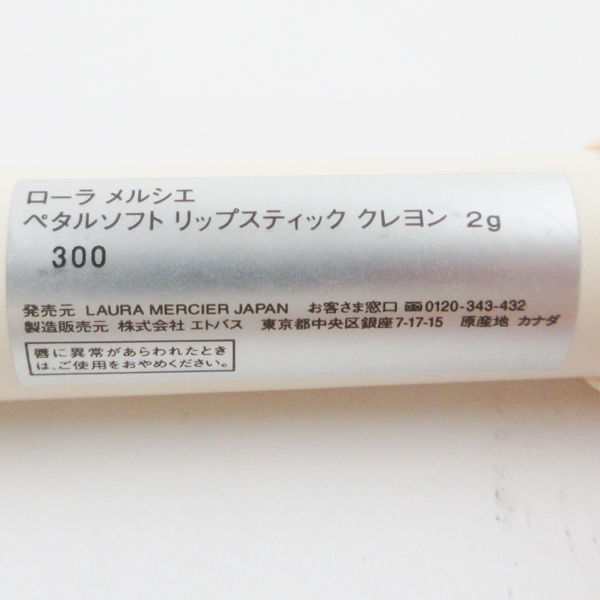 ローラ メルシエ
ペタルソフト リップスティック クレヨン 2g
300
発売元 LAURA MERCIER JAPAN お客さま窓口 0120-343-432
製造販売元 株式会社 エトバス 東京都中央区銀座7-17-15 原産地 カナダ
唇に異常があらわれたとき
は、ご使用をおやめください。